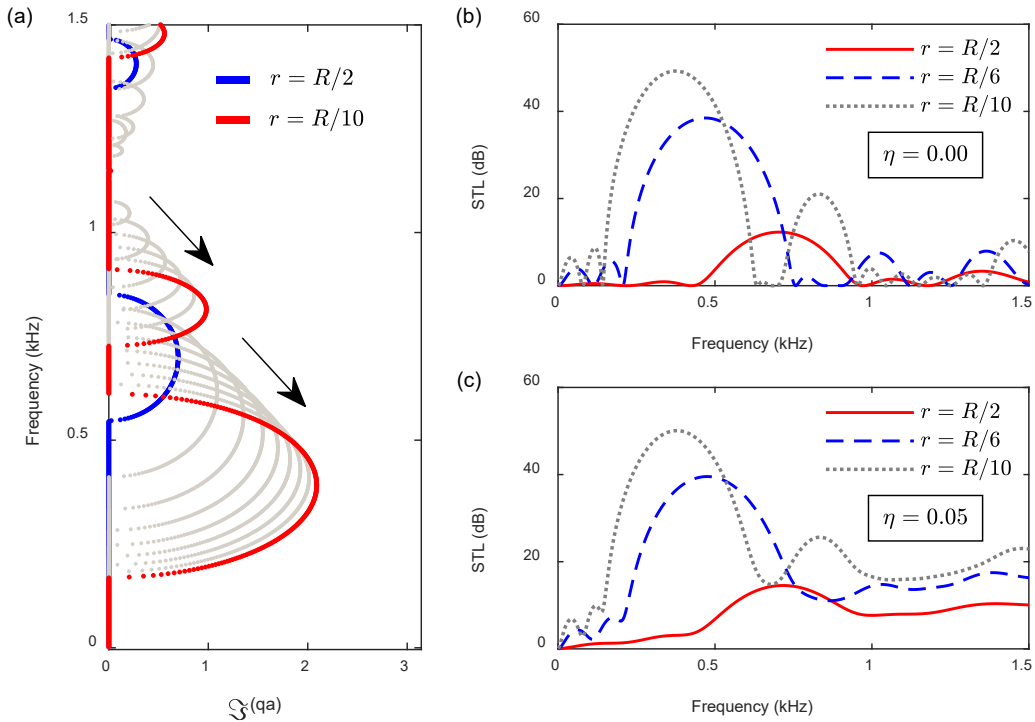 (a)
1.5
1
0.5
0
Frequency (kHz)
r = R/2
r = R/10
0 1 2 3
ℑ(qa)
(b)
60
40
20
0
STL (dB)
r = R/2
r = R/6
r = R/10
η = 0.00
0 0.5 1 1.5
Frequency (kHz)
(c)
60
40
20
0
STL (dB)
r = R/2
r = R/6
r = R/10
η = 0.05
0 0.5 1 1.5
Frequency (kHz)